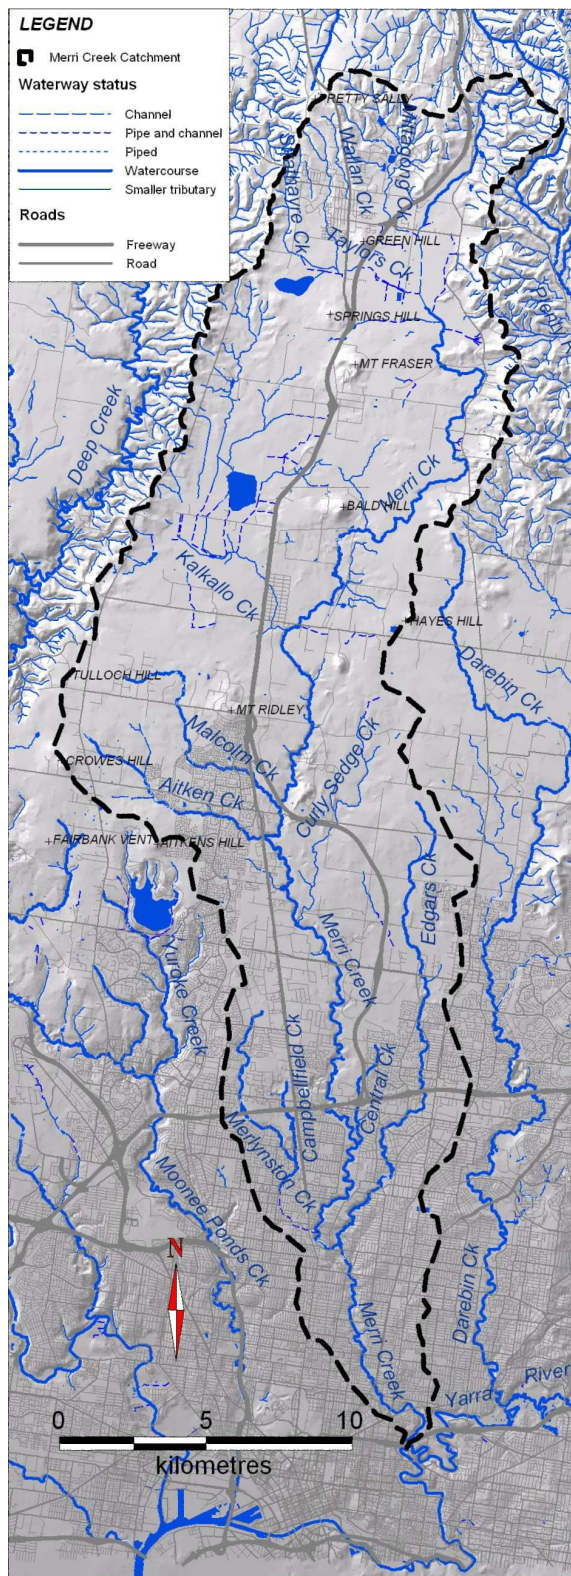 LEGEND
Merri Creek Catchment
Waterway status
Channel
Pipe and channel
Piped
Watercourse
Smaller tributary
Roads
Freeway
Road
PRETTY SALLY
Wallan Ck
Taylors Ck
GREEN HILL
SPRINGS HILL
Plenty
MT FRASER
Deep Creek
Merri Ck
BALD HILL
Kalkallo Ck
HAYES HILL
Darebin Ck
TULLOCH HILL
MT RIDLEY
Malcolm Ck
Curly Sedge Ck
CROWES HILL
Aitken Ck
FAIRBANK VENT
AITKENS HILL
Edgars Ck
Merri Creek
Yuroke Creek
Campbellfield Ck
Central Ck
Merlynston Ck
Moonee Ponds Ck
N
Darebin Ck
Merri Creek
Yarra River
0 5 10
kilometres